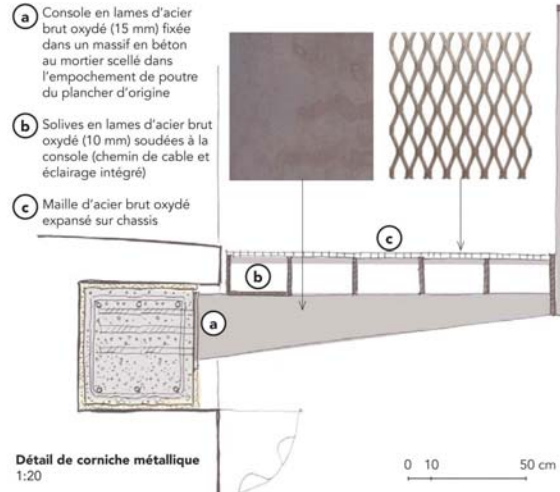 a Console en lames d'acier
brut oxydé (15 mm) fixée
dans un massif en béton
au mortier scellé dans
l'empochement de poutre
du plancher d'origine
b Solives en lames d'acier brut
oxydé (10 mm) soudées à la
console (chemin de cable et
éclairage intégré)
c Maille d'acier brut oxydé
expansé sur chassis
c
b
a
Détail de corniche métallique
1:20
0 10 50 cm